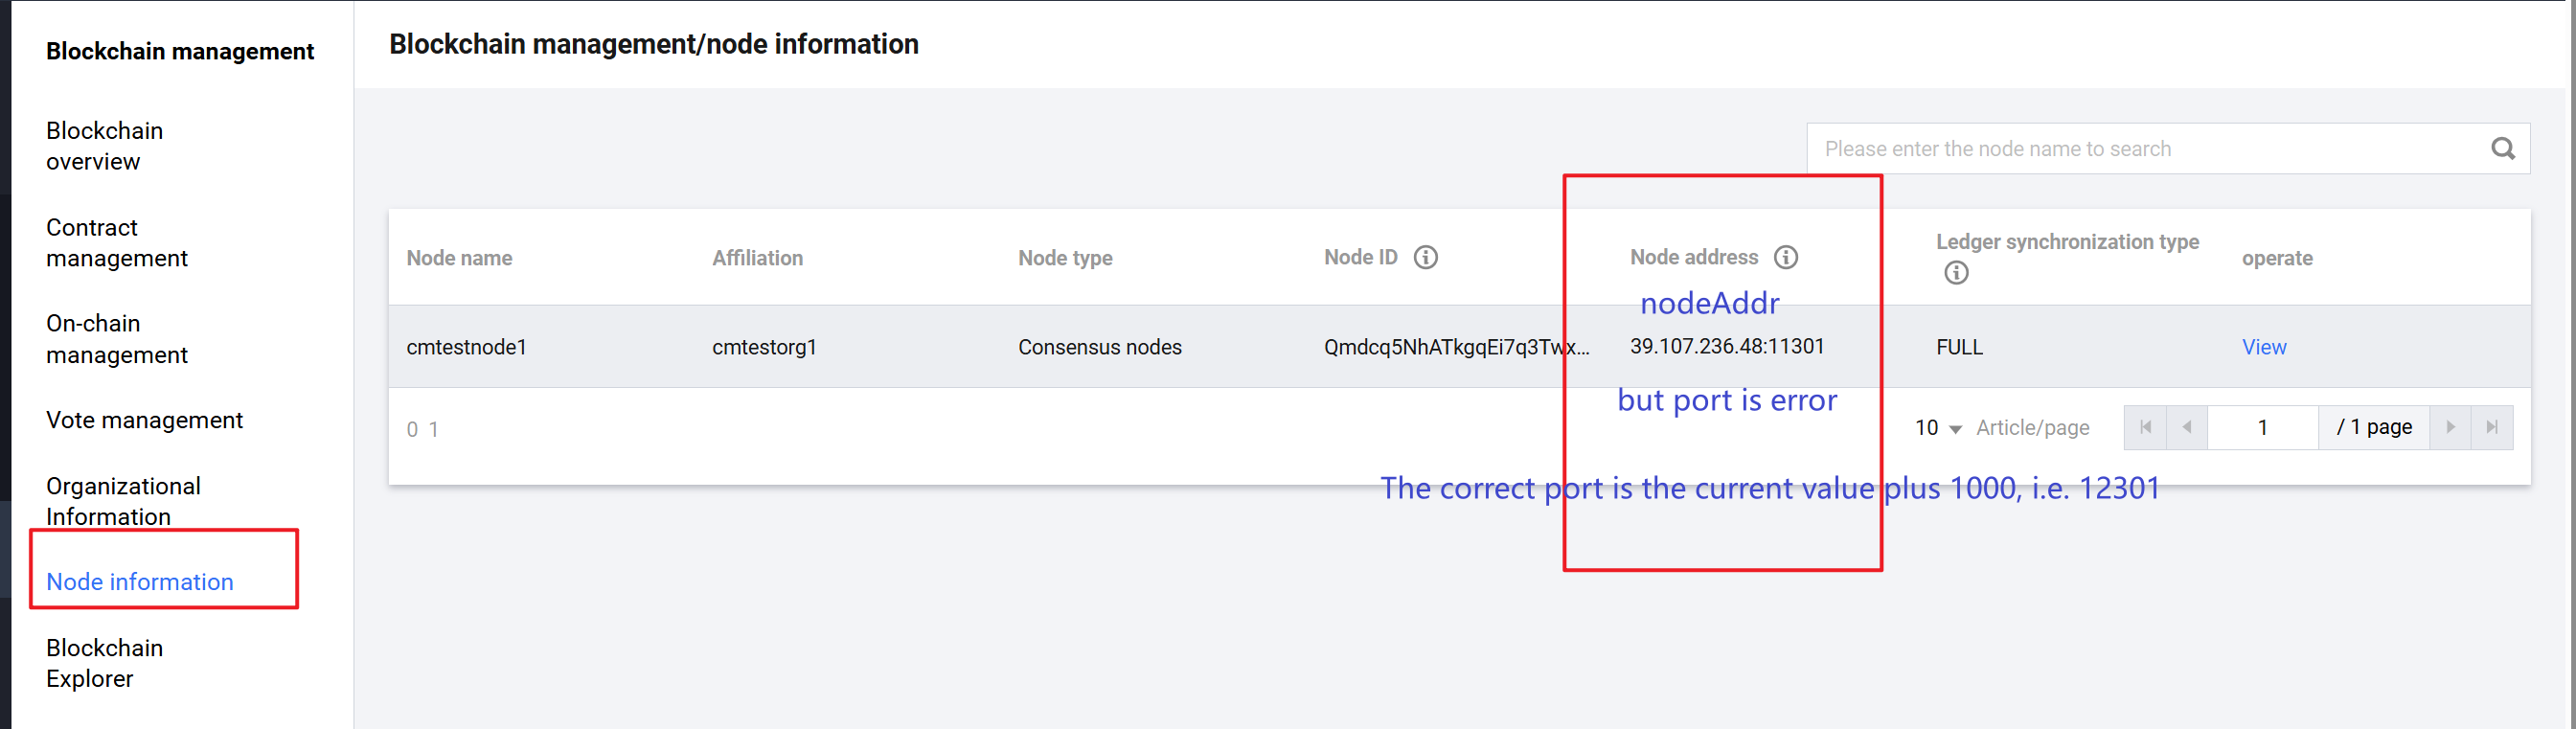 Blockchain management
Blockchain
overview
Contract
management
On-chain
management
Vote management
Organizational
Information
Node information
Blockchain
Explorer
Blockchain management/node information
Please enter the node name to search
Node name Affiliation Node type Node ID Node address Ledger synchronization type operate
nodeAddr
cmtestnode1 cmtestorg1 Consensus nodes Qmdcq5NhATkgqEi7q3Twx... 39.107.236.48:11301 FULL View
but port is error
0 1 10 Article/page 1 / 1 page
The correct port is the current value plus 1000, i.e. 12301